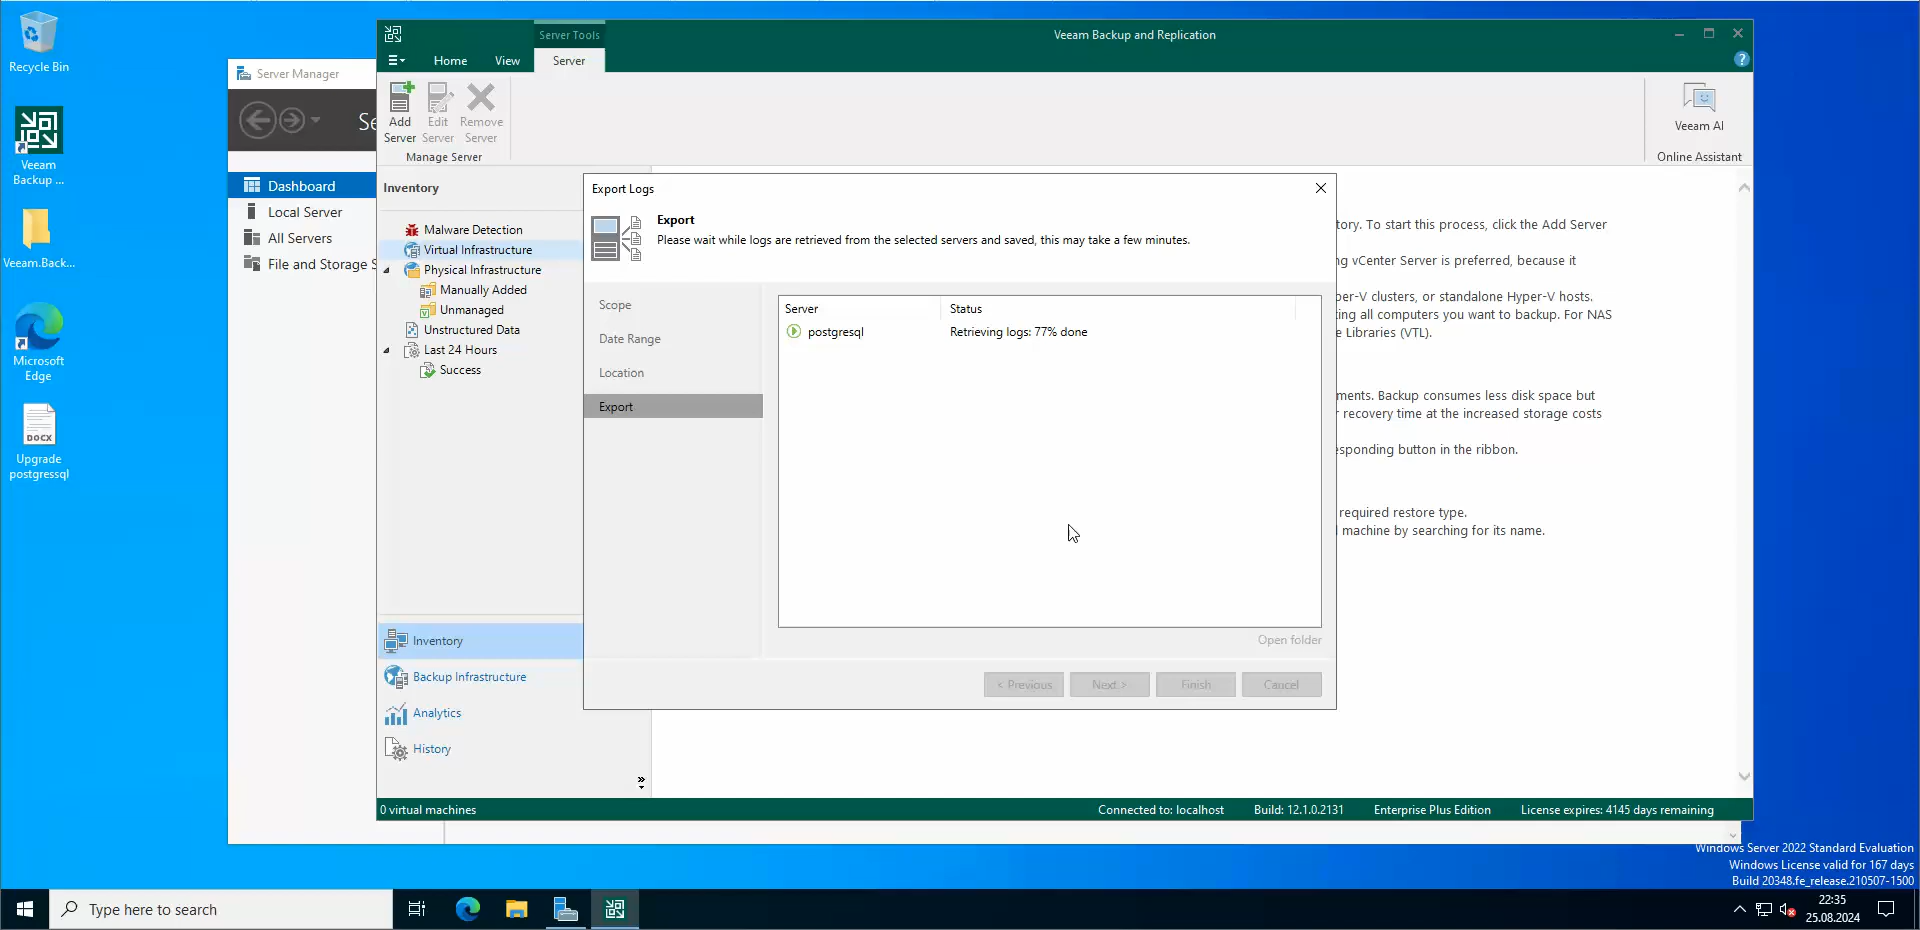 Recycle Bin
Veeam
Backup ...
Veeam.Back...
Microsoft
Edge
DOCX
Upgrade
postgressql
Server Manager
Dashboard
Local Server
All Servers
File and Storage S
Server Tools
Veeam Backup and Replication
Home
View
Server
Add
Server
Edit
Server
Remove
Server
Manage Server
Veeam AI
Online Assistant
Inventory
Malware Detection
Virtual Infrastructure
Physical Infrastructure
Manually Added
Unmanaged
Unstructured Data
Last 24 Hours
Success
Inventory
Backup Infrastructure
Analytics
History
Export Logs
Export
Please wait while logs are retrieved from the selected servers and saved, this may take a few minutes.
Scope
Date Range
Location
Export
Server Status
postgresql Retrieving logs: 77% done
Open folder
< Previous
Next >
Finish
Cancel
tory. To start this process, click the Add Server
g vCenter Server is preferred, because it
per-V clusters, or standalone Hyper-V hosts.
ing all computers you want to backup. For NAS
e Libraries (VTL).
ments. Backup consumes less disk space but
r recovery time at the increased storage costs
esponding button in the ribbon.
required restore type.
machine by searching for its name.
0 virtual machines
Connected to: localhost
Build: 12.1.0.2131
Enterprise Plus Edition
License expires: 4145 days remaining
Windows Server 2022 Standard Evaluation
Windows License valid for 167 days
Build 20348.fe_release.210507-1500
Type here to search
22:35
25.08.2024